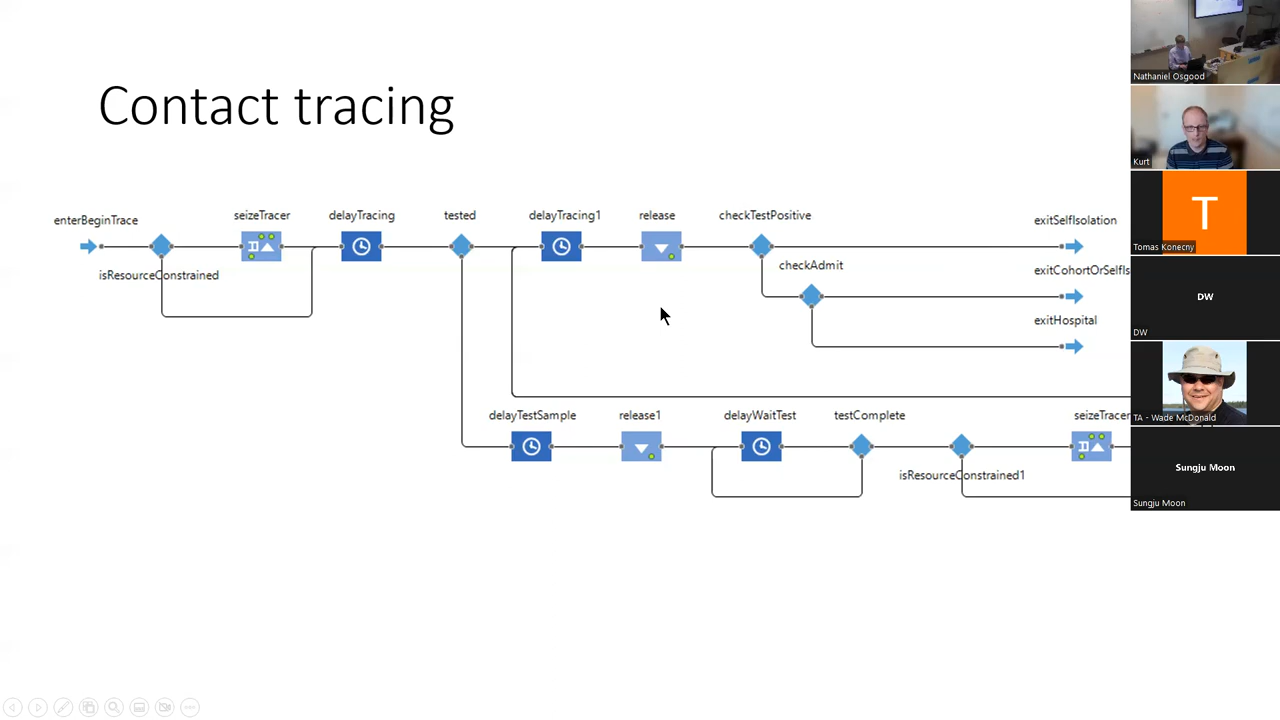 Contact tracing
enterBeginTrace
seizeTracer
delayTracing
tested
delayTracing1
release
checkTestPositive
exitSelfIsolation
isResourceConstrained
checkAdmit
exitCohortOrSelfIs
exitHospital
delayTestSample
release1
delayWaitTest
testComplete
seizeTracer
isResourceConstrained1
Nathaniel Osgood
Kurt
T
Tomas Konecny
DW
DW
TA - Wade McDonald
Sungju Moon
Sungju Moon